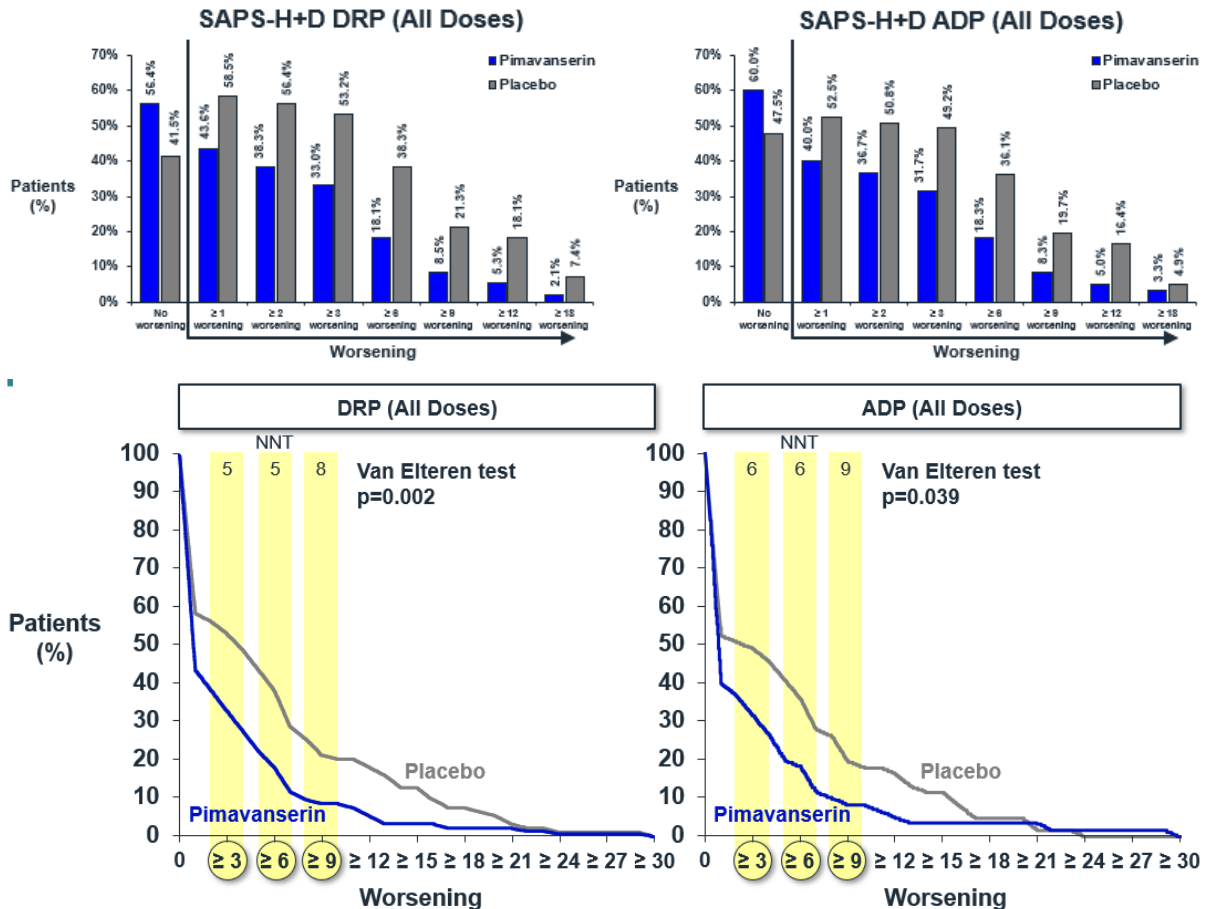 SAPS-H+D DRP (All Doses)
70%
60%
50%
40%
30%
20%
10%
0%
Patients
(%)
Pimavanserin
Placebo
56.4%
41.5%
43.6%
58.5%
38.3%
56.4%
33.0%
53.2%
18.1%
38.3%
8.5%
21.3%
5.3%
18.1%
2.1%
7.4%
No worsening
≥ 1 worsening
≥ 2 worsening
≥ 3 worsening
≥ 6 worsening
≥ 9 worsening
≥ 12 worsening
≥ 18 worsening
Worsening
SAPS-H+D ADP (All Doses)
70%
60%
50%
40%
30%
20%
10%
0%
Patients
(%)
Pimavanserin
Placebo
60.0%
47.5%
40.0%
52.5%
36.7%
50.8%
31.7%
49.2%
18.3%
36.1%
8.3%
19.7%
5.0%
16.4%
3.3%
4.9%
No worsening
≥ 1 worsening
≥ 2 worsening
≥ 3 worsening
≥ 6 worsening
≥ 9 worsening
≥ 12 worsening
≥ 18 worsening
Worsening
DRP (All Doses)
NNT
5 5 8
Van Elteren test
p=0.002
100
90
80
70
60
50
40
30
20
10
0
Patients
(%)
Placebo
Pimavanserin
0 ≥ 3 ≥ 6 ≥ 9 ≥ 12 ≥ 15 ≥ 18 ≥ 21 ≥ 24 ≥ 27 ≥ 30
Worsening
ADP (All Doses)
NNT
6 6 9
Van Elteren test
p=0.039
100
90
80
70
60
50
40
30
20
10
0
Placebo
Pimavanserin
0 ≥ 3 ≥ 6 ≥ 9 ≥ 12 ≥ 15 ≥ 18 ≥ 21 ≥ 24 ≥ 27 ≥ 30
Worsening